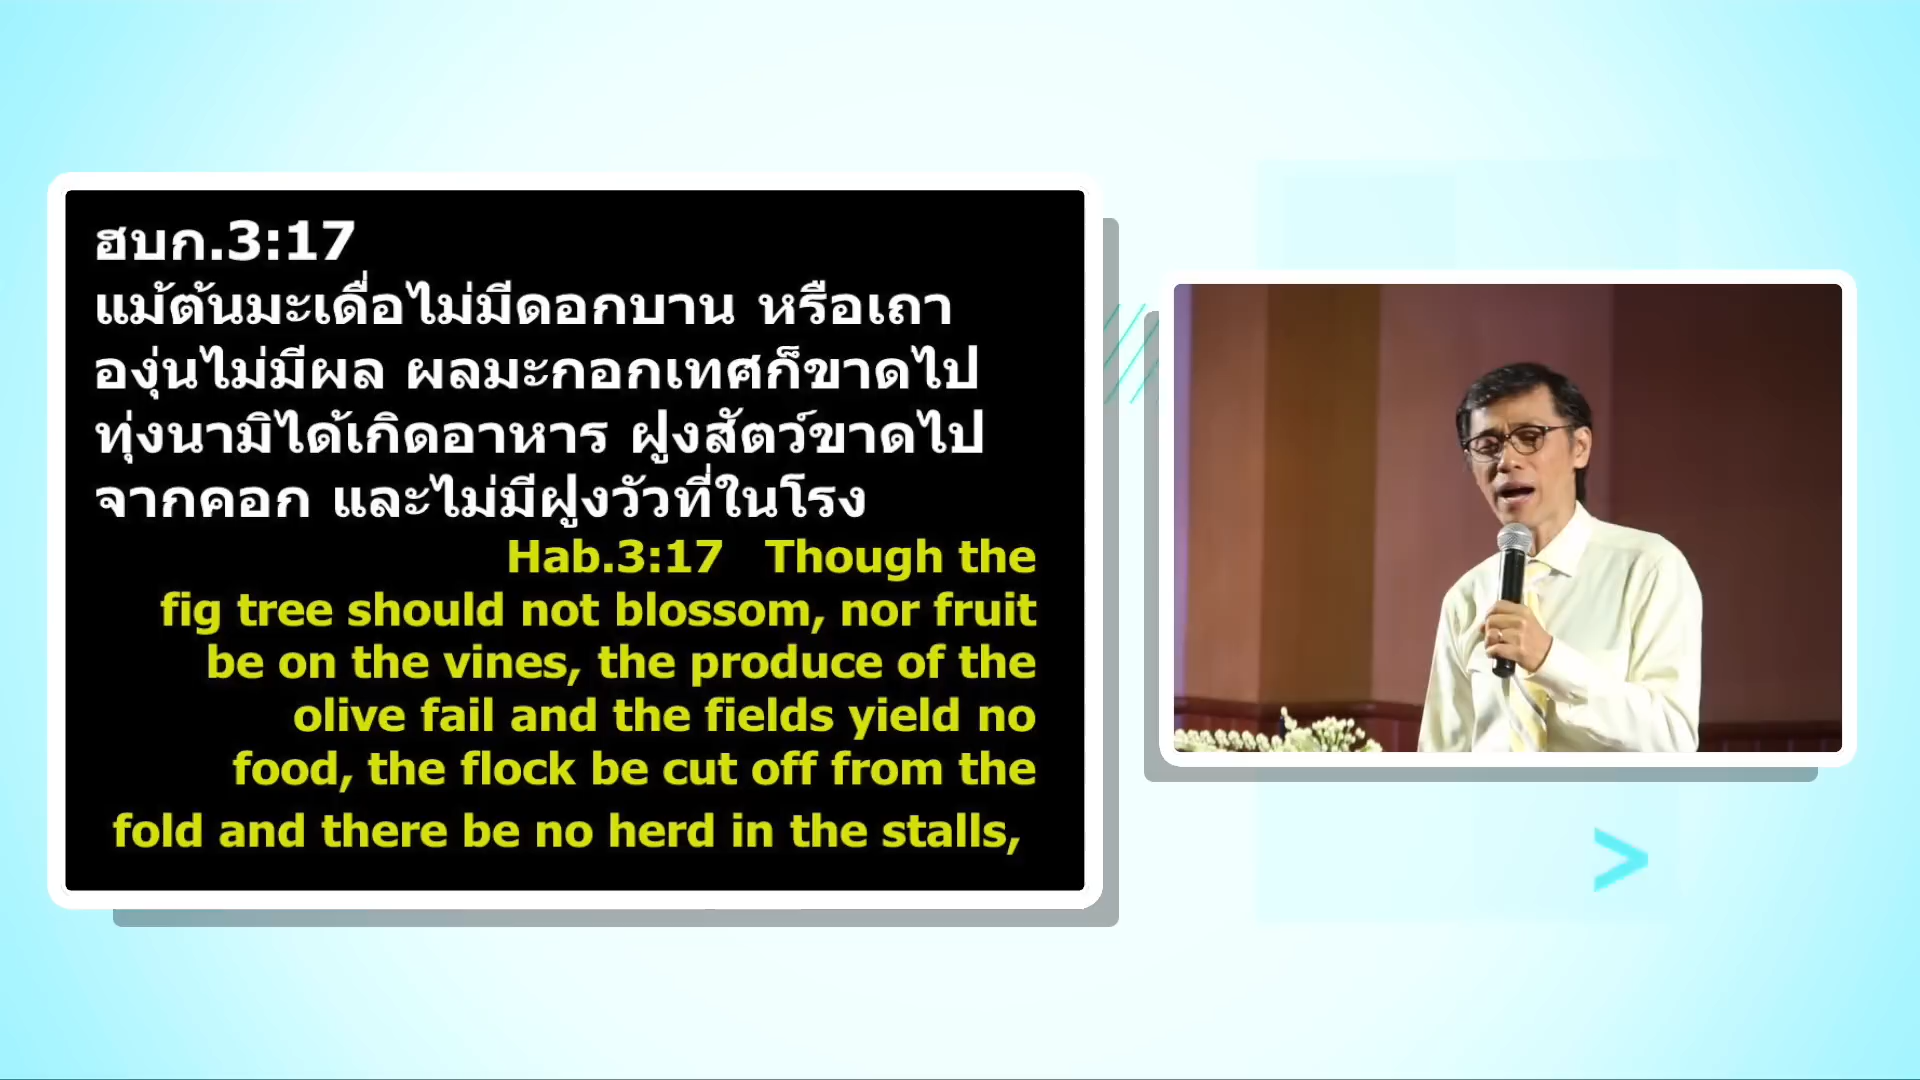 ฮบก.3:17
แม้ต้นมะเดื่อไม่มีดอกบาน หรือเถา
องุ่นไม่มีผล ผลมะกอกเทศก็ขาดไป
ทุ่งนามิได้เกิดอาหาร ฝูงสัตว์ขาดไป
จากคอก และไม่มีฝูงวัวที่ในโรง
Hab.3:17 Though the
fig tree should not blossom, nor fruit
be on the vines, the produce of the
olive fail and the fields yield no
food, the flock be cut off from the
fold and there be no herd in the stalls,